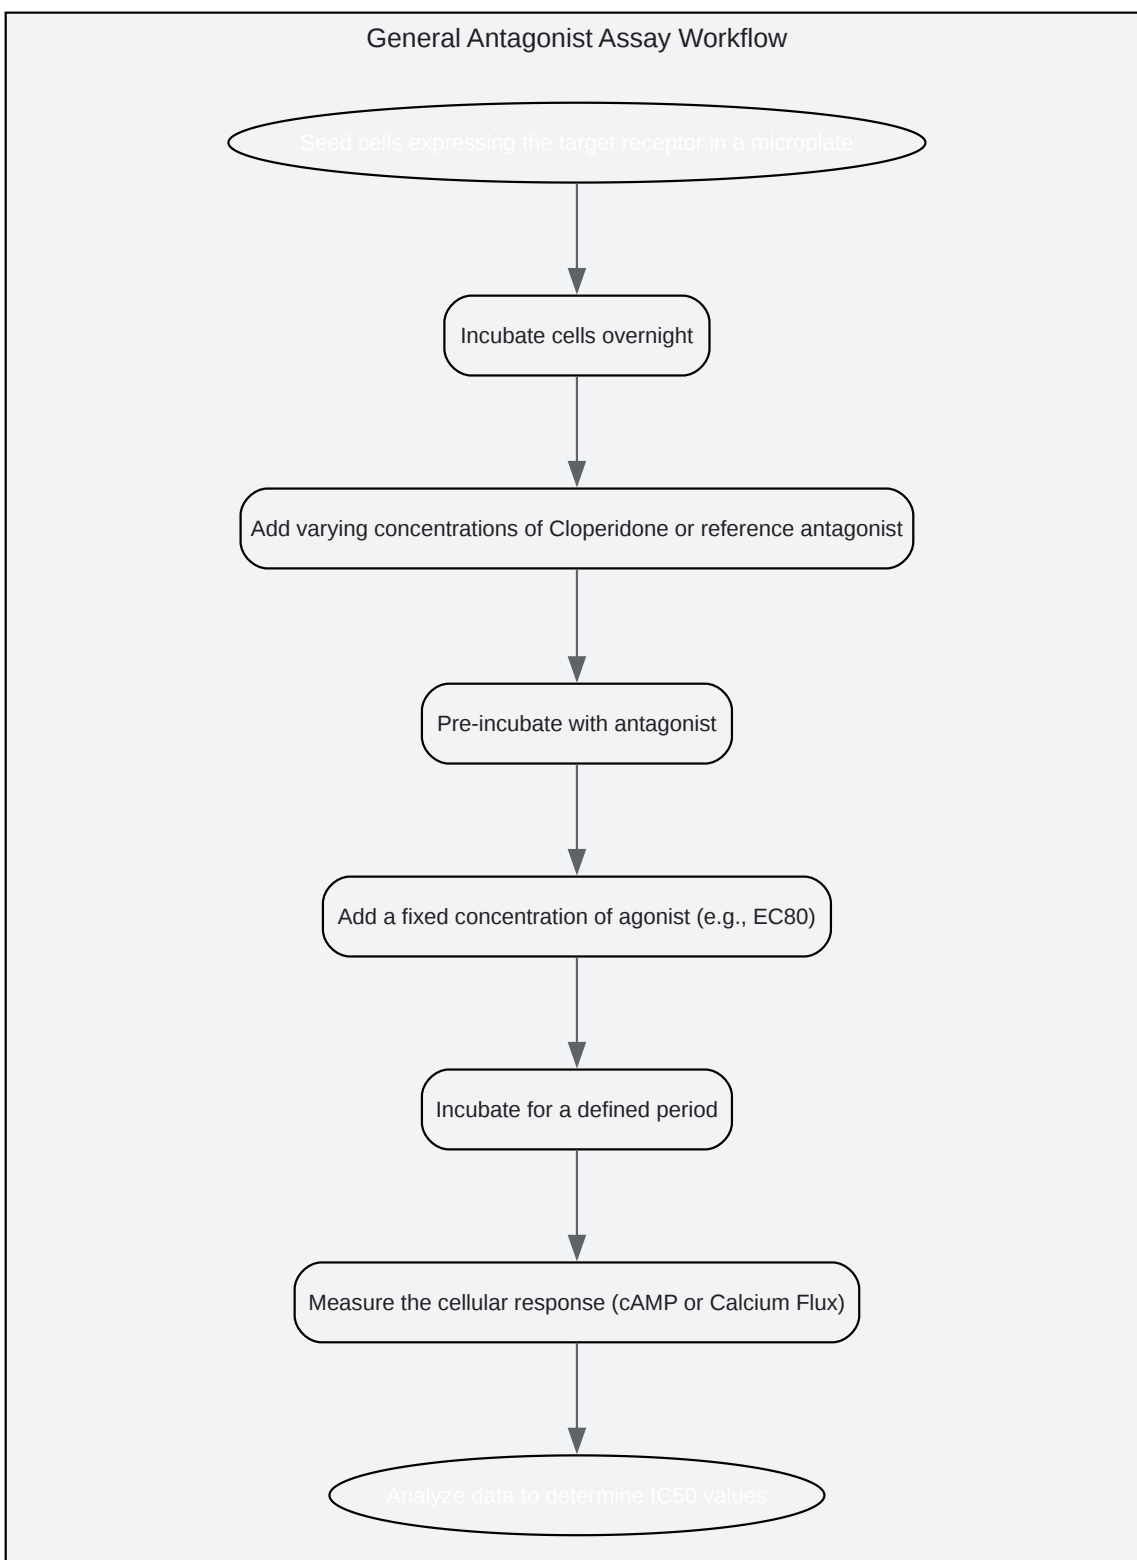 General Antagonist Assay Workflow
Seed cells expressing the target receptor in a microplate
Incubate cells overnight
Add varying concentrations of Cloperidone or reference antagonist
Pre-incubate with antagonist
Add a fixed concentration of agonist (e.g., EC80)
Incubate for a defined period
Measure the cellular response (cAMP or Calcium Flux)
Analyze data to determine IC50 values